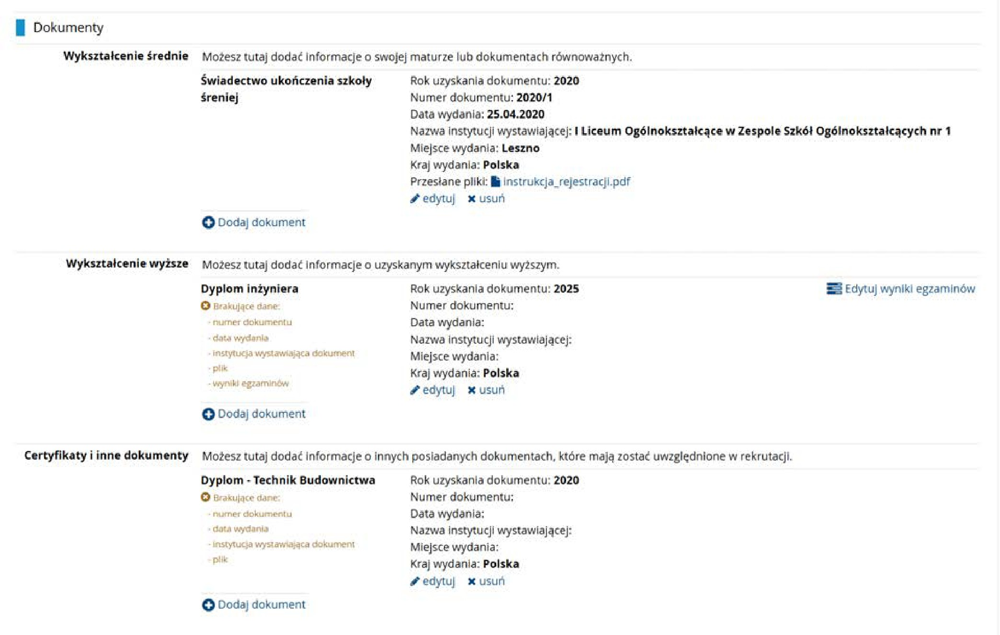 Dokumenty
Wykształcenie średnie
Możesz tutaj dodać informacje o swojej maturze lub dokumentach równoważnych.
Świadectwo ukończenia szkoły
śreniej
Rok uzyskania dokumentu: 2020
Numer dokumentu: 2020/1
Data wydania: 25.04.2020
Nazwa instytucji wystawiającej: I Liceum Ogólnokształcące w Zespole Szkół Ogólnokształcących nr 1
Miejsce wydania: Leszno
Kraj wydania: Polska
Przesłane pliki: instrukcja_rejestracji.pdf
edytuj usuń
Dodaj dokument
Wykształcenie wyższe
Możesz tutaj dodać informacje o uzyskanym wykształceniu wyższym.
Dyplom inżyniera
Brakujące dane:
- numer dokumentu
- data wydania
- instytucja wystawiająca dokument
- plik
- wyniki egzaminów
Rok uzyskania dokumentu: 2025
Numer dokumentu:
Data wydania:
Nazwa instytucji wystawiającej:
Miejsce wydania:
Kraj wydania: Polska
edytuj usuń
Edytuj wyniki egzaminów
Dodaj dokument
Certyfikaty i inne dokumenty
Możesz tutaj dodać informacje o innych posiadanych dokumentach, które mają zostać uwzględnione w rekrutacji.
Dyplom - Technik Budownictwa
Brakujące dane:
- numer dokumentu
- data wydania
- instytucja wystawiająca dokument
- plik
Rok uzyskania dokumentu: 2020
Numer dokumentu:
Data wydania:
Nazwa instytucji wystawiającej:
Miejsce wydania:
Kraj wydania: Polska
edytuj usuń
Dodaj dokument